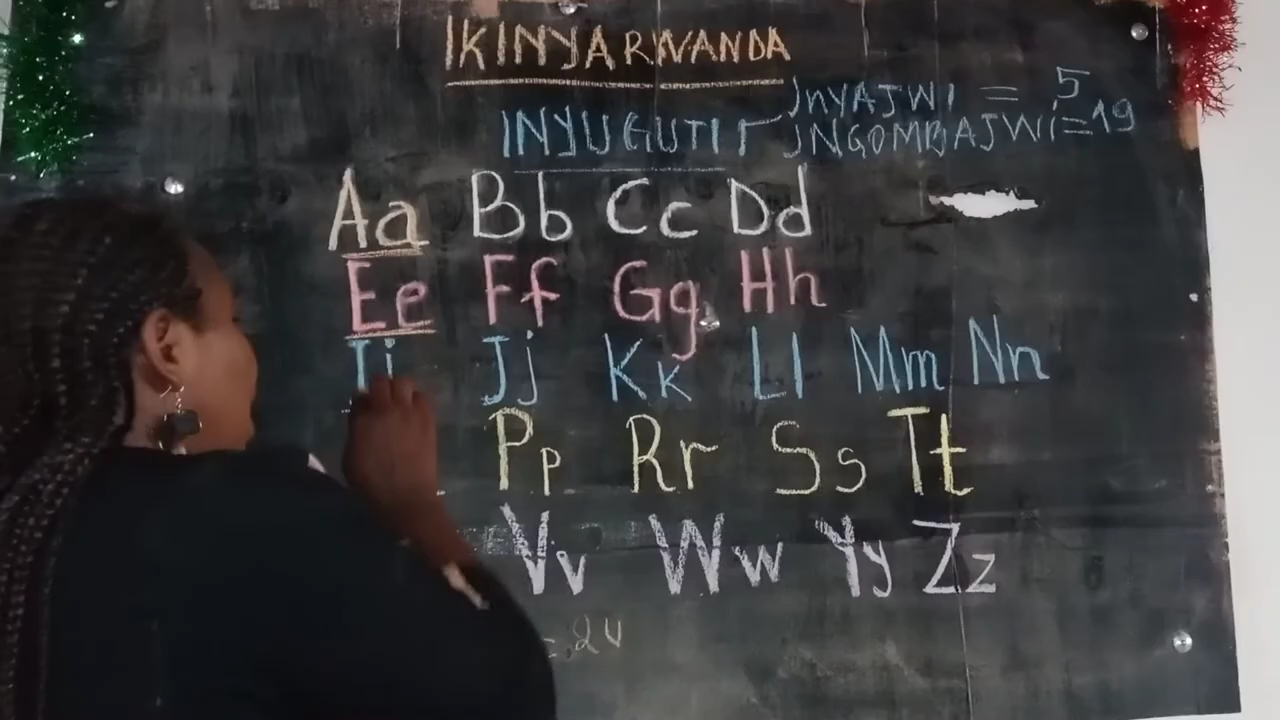 IKINYARWANDA
INYUGUTI INYAJWI = 5
INGOMBAJWI = 19
Aa Bb Cc Dd
Ee Ff Gg Hh
Ii Jj Kk Ll Mm Nn
Pp Rr Ss Tt
Vv Ww Yy Zz
= 24